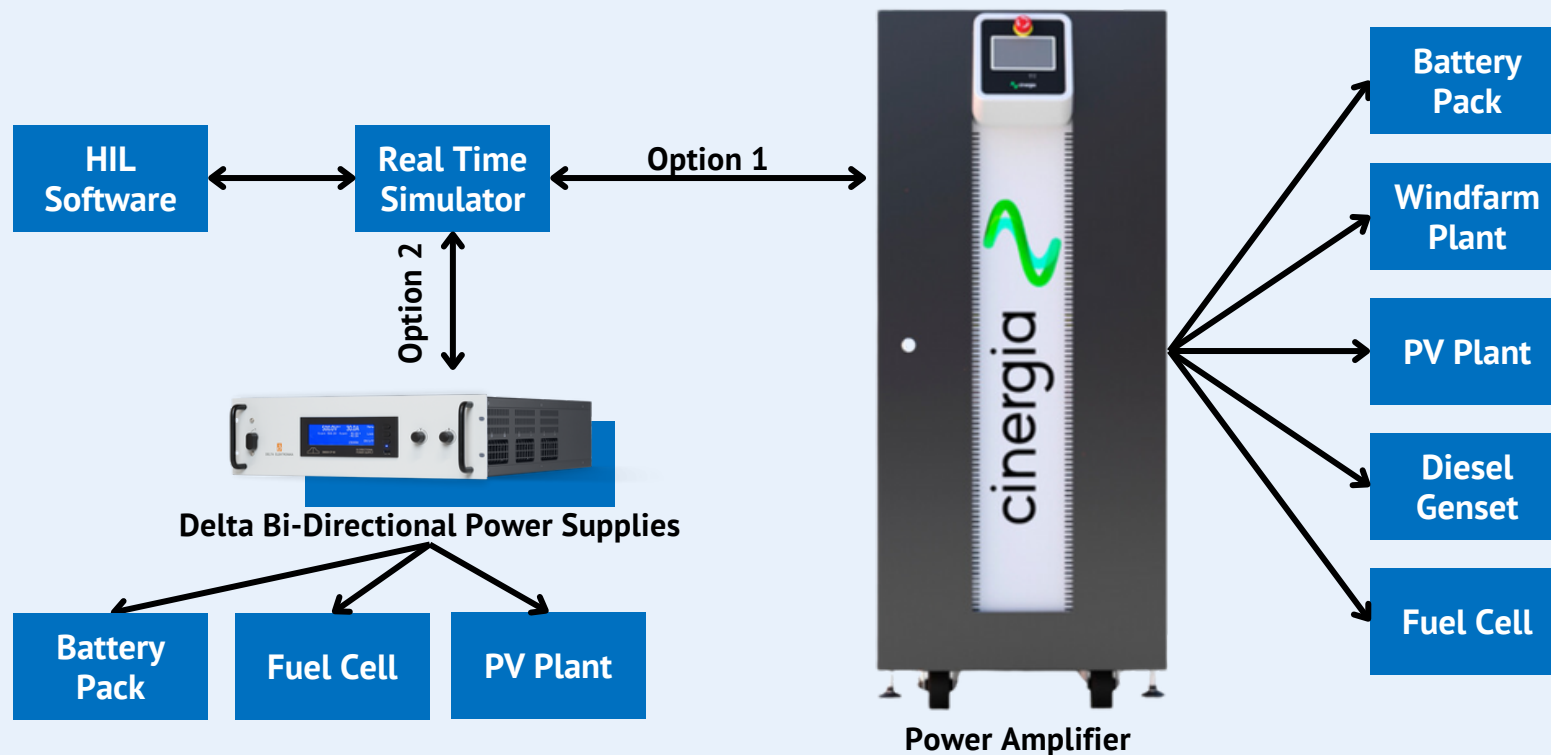 HIL
Software
Real Time
Simulator
Option 1
Option 2
cinergia
cinergia
Power Amplifier
Battery
Pack
Windfarm
Plant
PV Plant
Diesel
Genset
Fuel Cell
Delta Bi-Directional Power Supplies
Battery
Pack
Fuel Cell
PV Plant